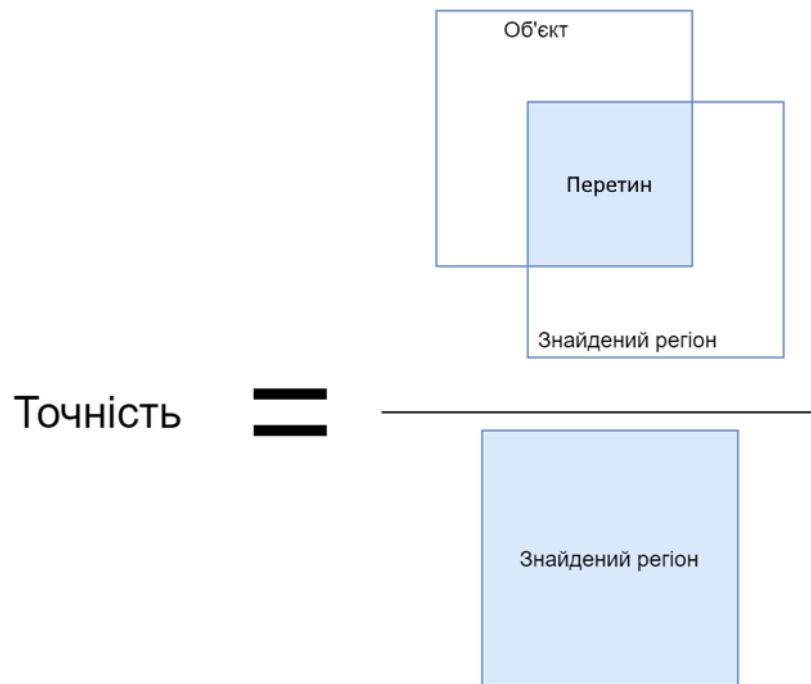 Об'єкт
Перетин
Знайдений регіон
Точність =
Знайдений регіон